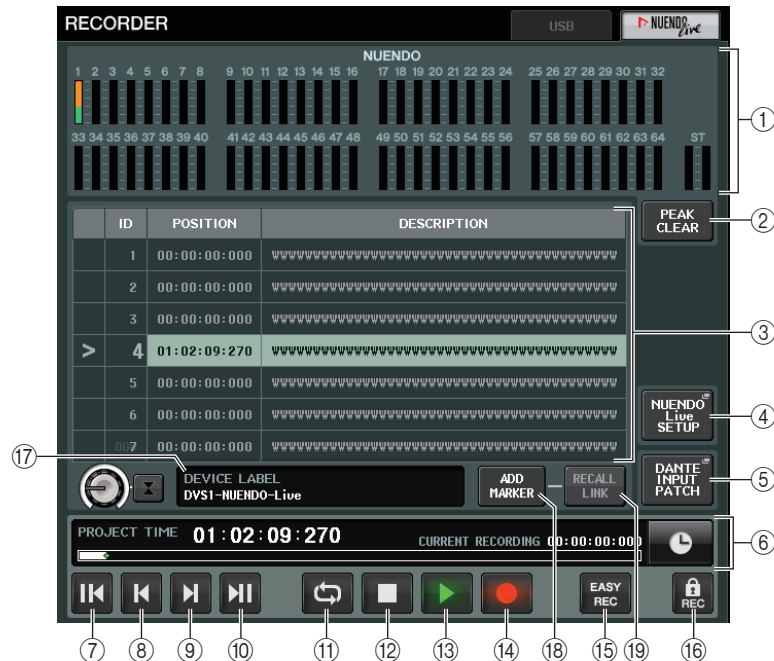 RECORDER USB NUENDO Live
NUENDO
1 2 3 4 5 6 7 8 9 10 11 12 13 14 15 16 17 18 19 20 21 22 23 24 25 26 27 28 29 30 31 32
①
33 34 35 36 37 38 39 40 41 42 43 44 45 46 47 48 49 50 51 52 53 54 55 56 57 58 59 60 61 62 63 64 ST
PEAK
CLEAR ②
ID POSITION DESCRIPTION
1 00:00:00:000
2 00:00:00:000
3 00:00:00:000
③
> 4 01:02:09:270
5 00:00:00:000
6 00:00:00:000
007 00:00:00:000
NUENDO
Live
SETUP ④
⑰ DEVICE LABEL
DVS1-NUENDO-Live
ADD
MARKER
RECALL
LINK
DANTE
INPUT
PATCH ⑤
PROJECT TIME 01:02:09:270 CURRENT RECORDING 00:00:00:000 ⑥
EASY
REC
REC
⑦ ⑧ ⑨ ⑩ ⑪ ⑫ ⑬ ⑭ ⑱ ⑮ ⑲ ⑯